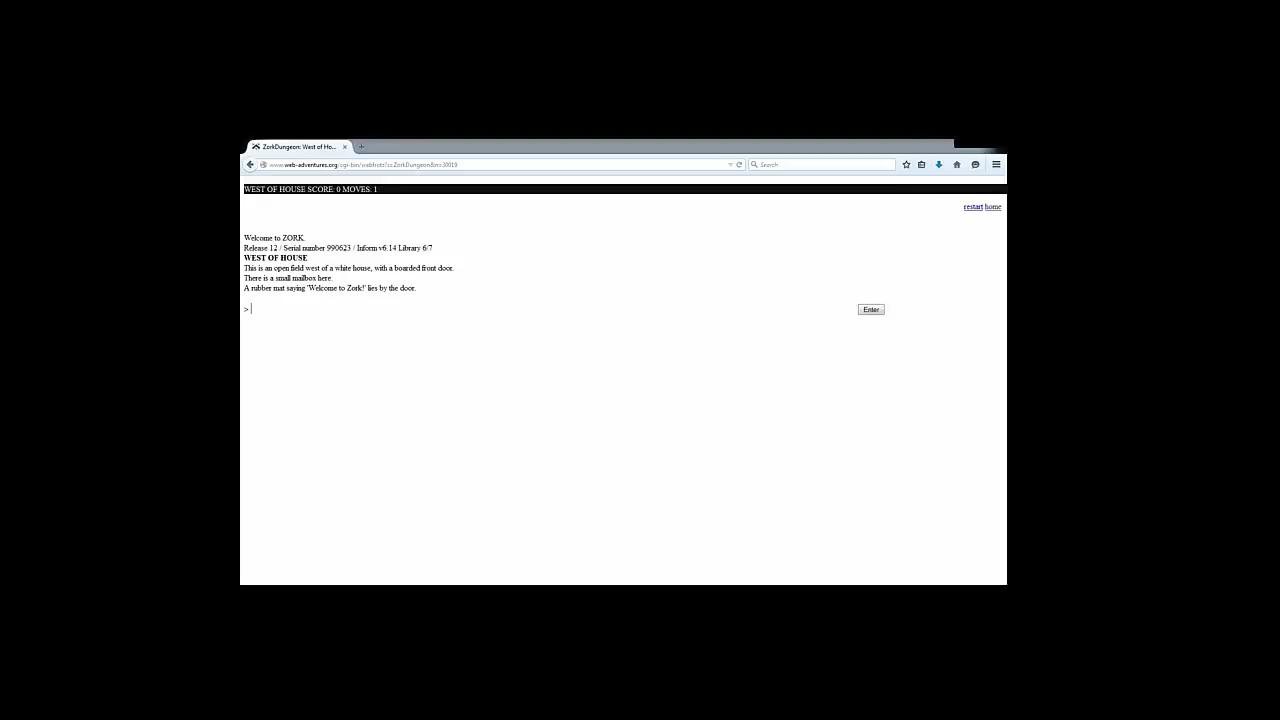 ZorkDungeon: West of Ho...
www.web-adventures.org/cgi-bin/webfrotz?s=ZorkDungeon&n=30019
Search
WEST OF HOUSE SCORE: 0 MOVES: 1
restart home
Welcome to ZORK.
Release 12 / Serial number 990623 / Inform v6.14 Library 6/7
WEST OF HOUSE
This is an open field west of a white house, with a boarded front door.
There is a small mailbox here.
A rubber mat saying 'Welcome to Zork!' lies by the door.
>
Enter